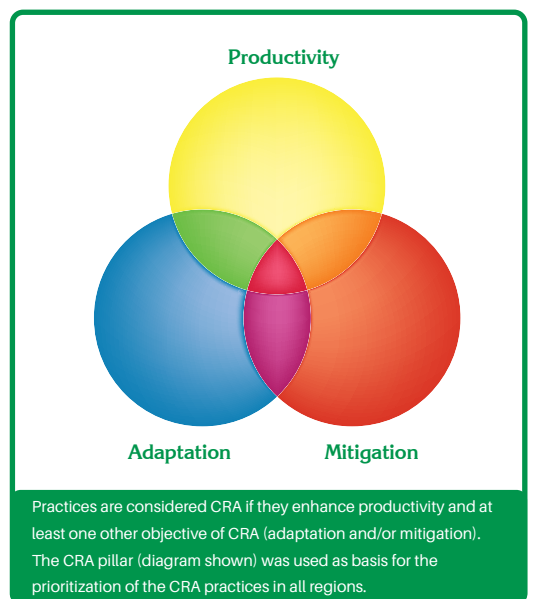 Productivity
Adaptation
Mitigation
Practices are considered CRA if they enhance productivity and at
least one other objective of CRA (adaptation and/or mitigation).
The CRA pillar (diagram shown) was used as basis for the
prioritization of the CRA practices in all regions.